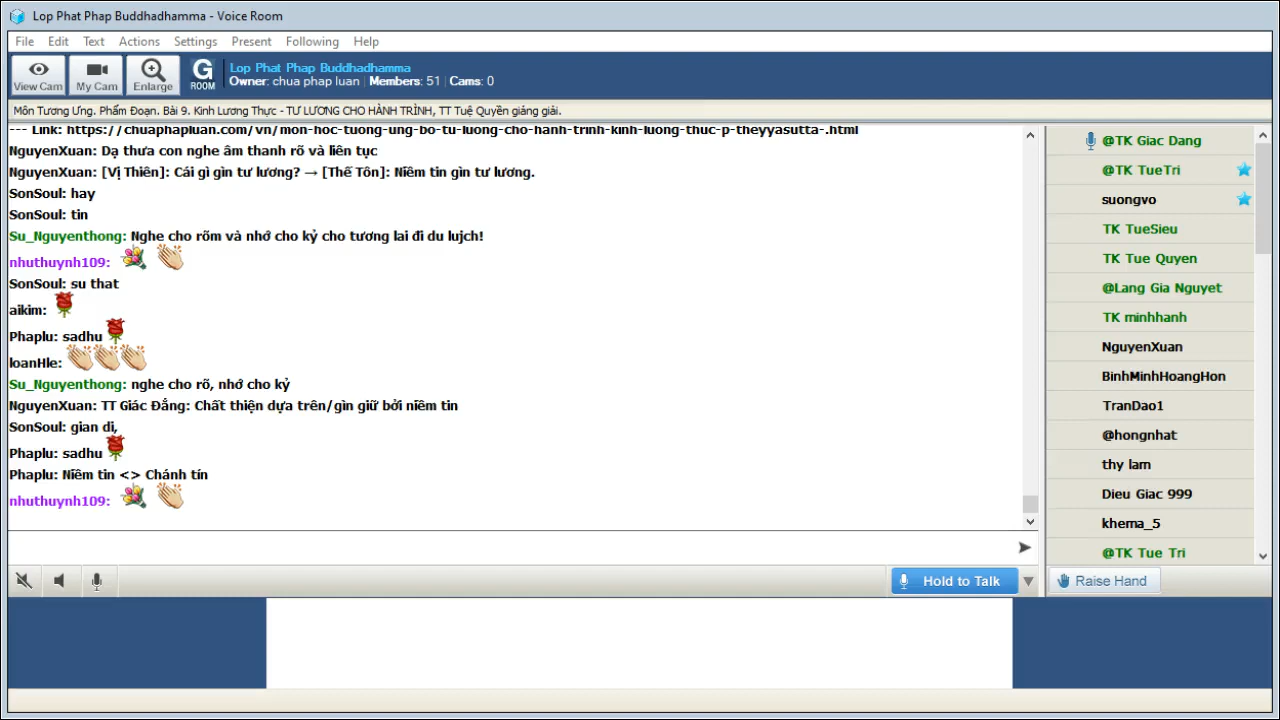 Lop Phat Phap Buddhadhamma - Voice Room
File Edit Text Actions Settings Present Following Help
View Cam My Cam Enlarge G ROOM
Lop Phat Phap Buddhadhamma
Owner: chua phap luan Members: 51 Cams: 0
Môn Tương Ưng. Phẩm Đoạn. Bài 9. Kinh Lương Thực - TƯ LƯƠNG CHO HÀNH TRÌNH, TT Tuệ Quyền giảng giải.
--- Link: https://chuaphapluan.com/vn/mon-hoc-tuong-ung-bo-tu-luong-cho-hanh-trinh-kinh-luong-thuc-p-theyyasutta-.html
NguyenXuan: Dạ thưa con nghe âm thanh rõ và liên tục
NguyenXuan: [Vị Thiên]: Cái gì gìn tư lương? → [Thế Tôn]: Niềm tin gìn tư lương.
SonSoul: hay
SonSoul: tin
Su_Nguyenthong: Nghe cho rõm và nhớ cho kỷ cho tương lai đi du lujch!
nhuthuynh109:
SonSoul: su that
aikim:
Phaplu: sadhu
loanHle:
Su_Nguyenthong: nghe cho rõ, nhớ cho kỷ
NguyenXuan: TT Giác Đẳng: Chất thiện dựa trên/gìn giữ bởi niềm tin
SonSoul: gian di,
Phaplu: sadhu
Phaplu: Niềm tin <> Chánh tín
nhuthuynh109:
@TK Giac Dang
@TK TueTri
suongvo
TK TueSieu
TK Tue Quyen
@Lang Gia Nguyet
TK minhhanh
NguyenXuan
BinhMinhHoangHon
TranDao1
@hongnhat
thy lam
Dieu Giac 999
khema_5
@TK Tue Tri
Hold to Talk
Raise Hand